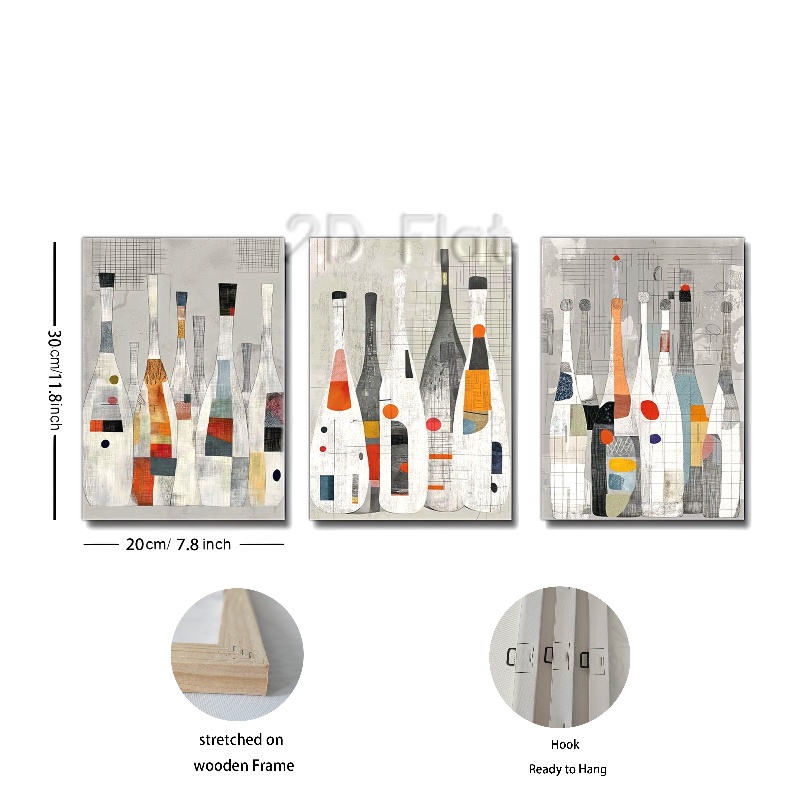 2D Flat
30cm/11.8inch
20cm/ 7.8 inch
stretched on
wooden Frame
Hook
Ready to Hang